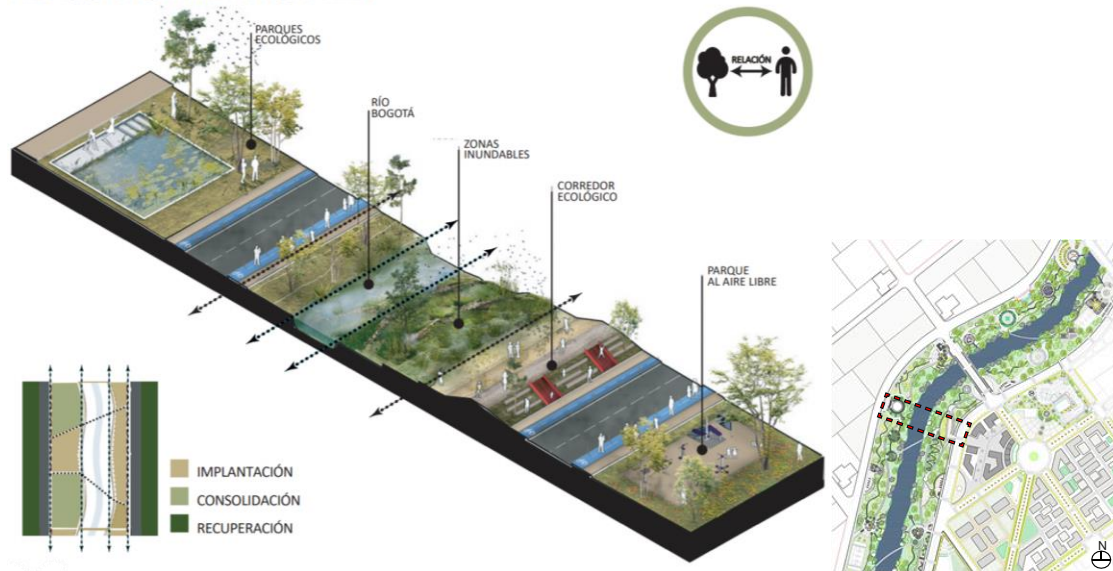 PARQUES
ECOLÓGICOS
RELACIÓN
RÍO
BOGOTÁ
ZONAS
INUNDABLES
CORREDOR
ECOLÓGICO
PARQUE
AL AIRE LIBRE
IMPLANTACIÓN
CONSOLIDACIÓN
RECUPERACIÓN
N